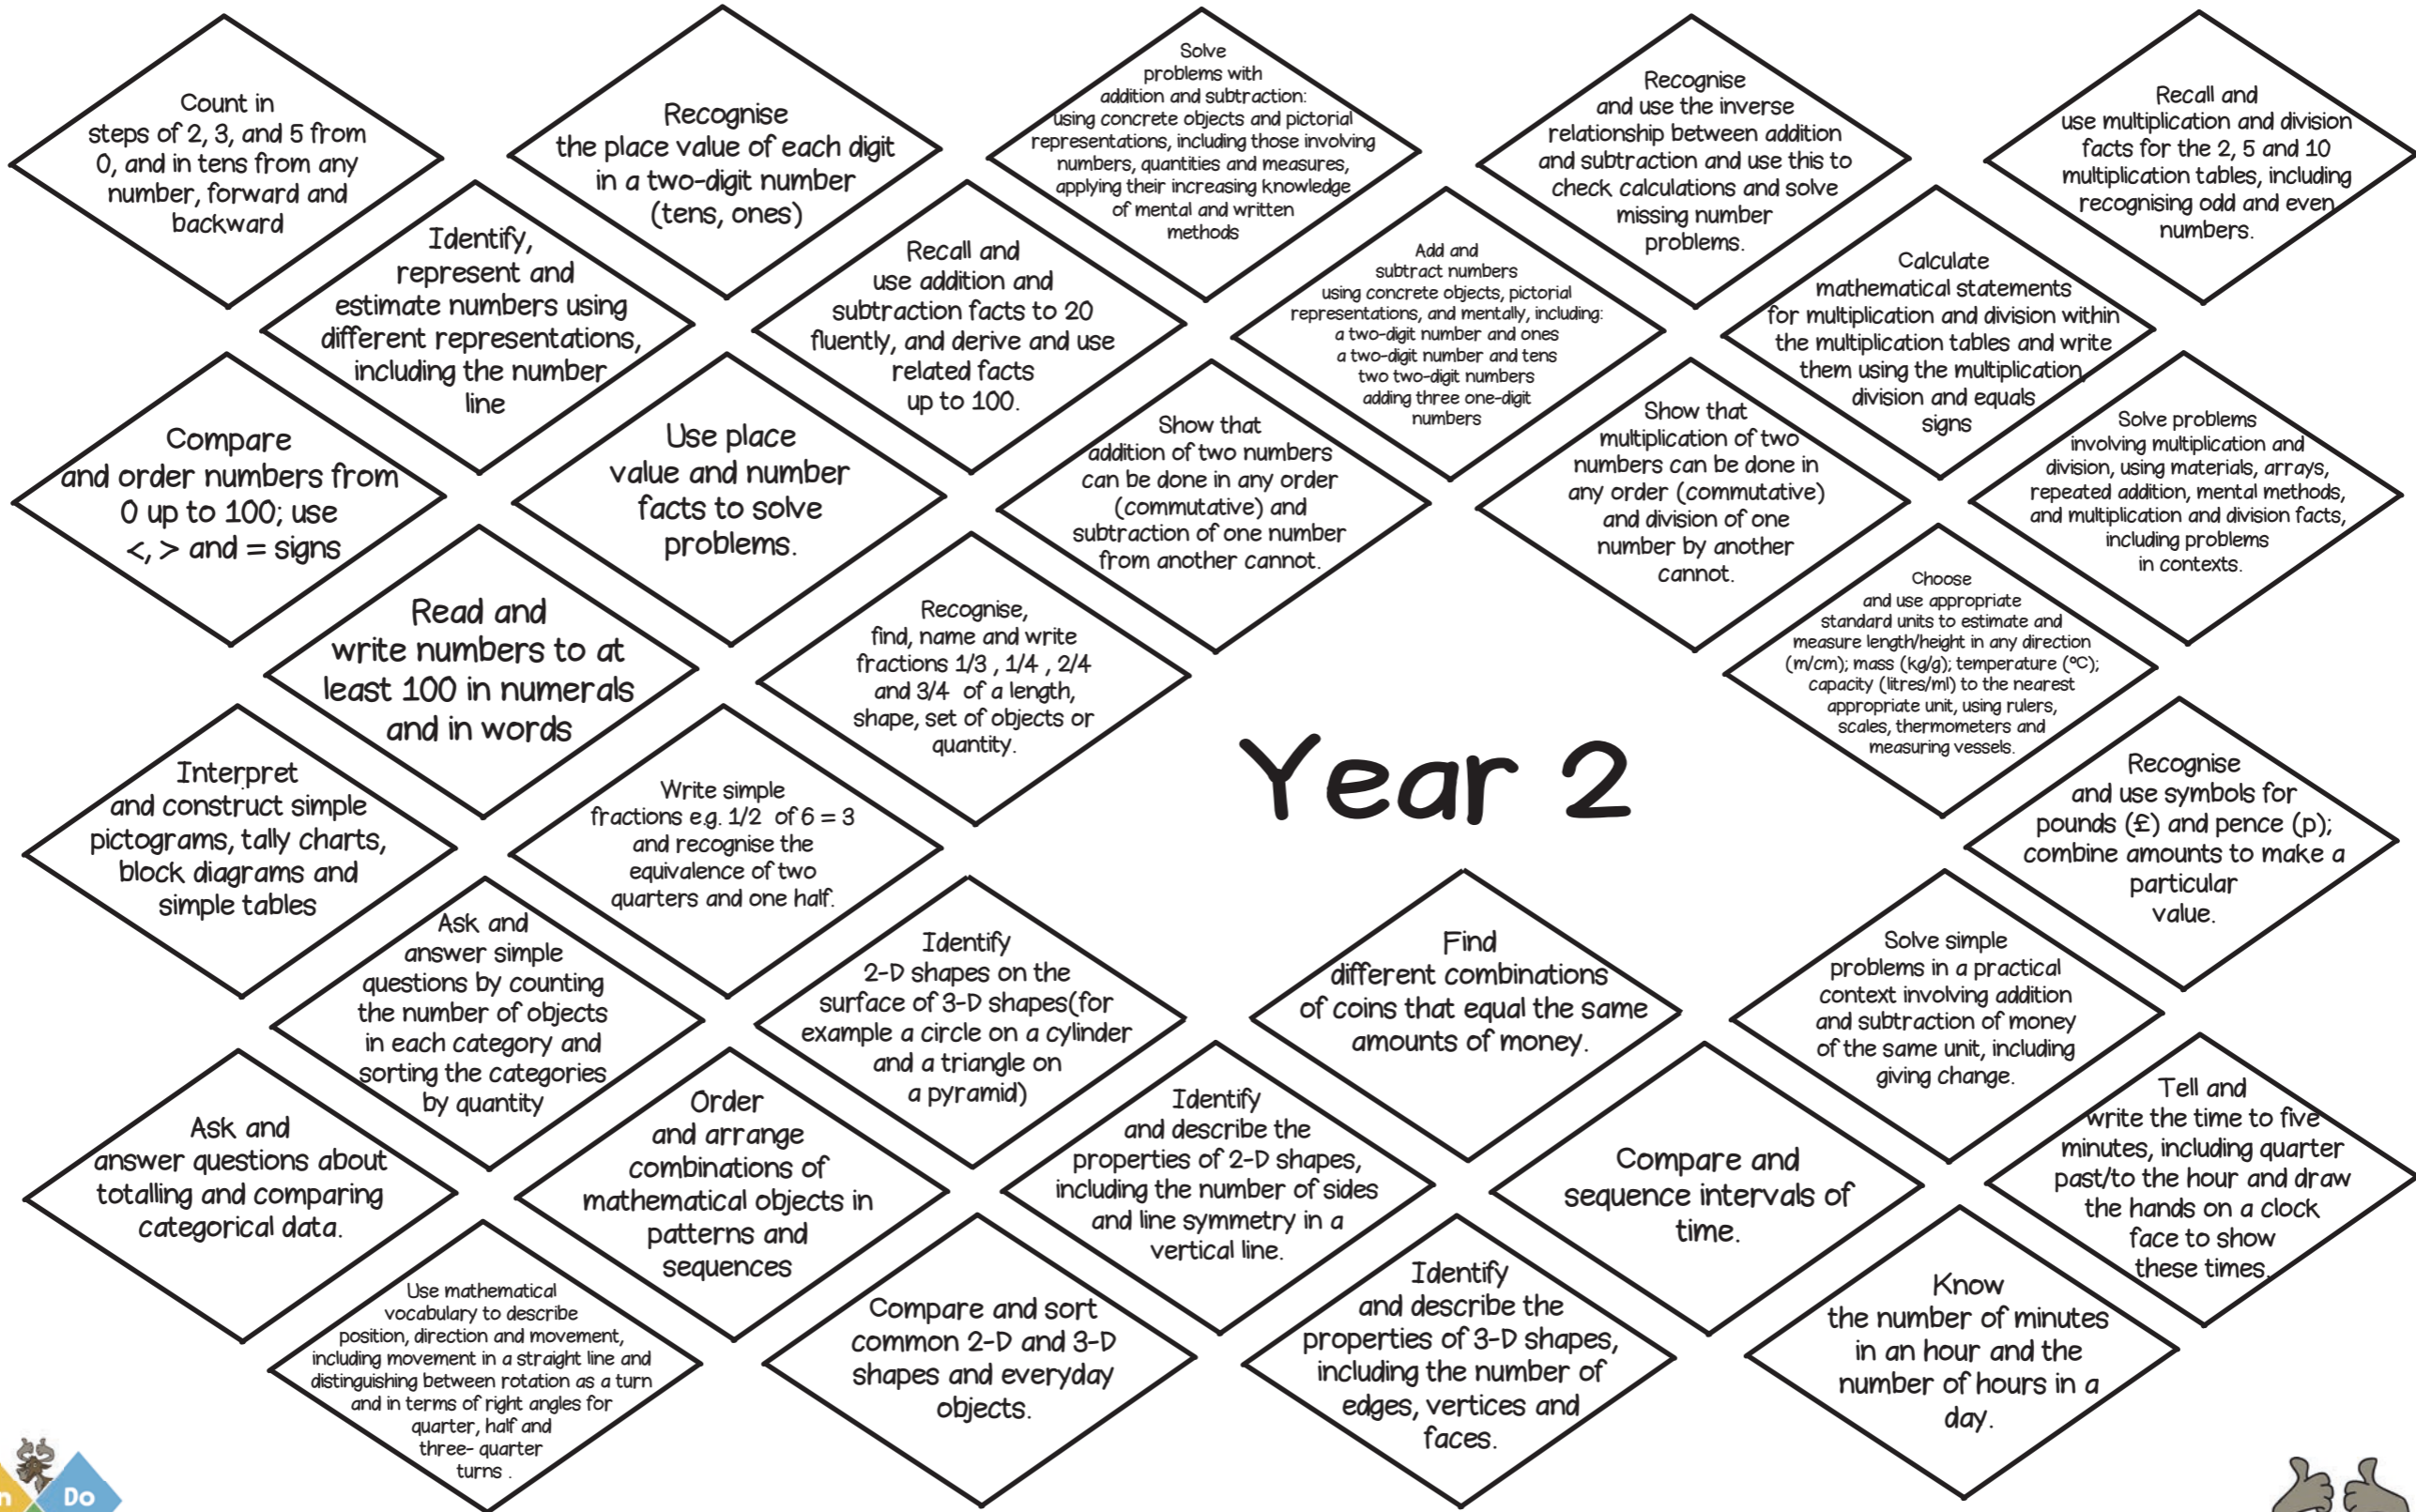 Count in
steps of 2, 3, and 5 from
0, and in tens from any
number, forward and
backward
Recognise
the place value of each digit
in a two-digit number
(tens, ones)
Solve
problems with
addition and subtraction:
using concrete objects and pictorial
representations, including those involving
numbers, quantities and measures,
applying their increasing knowledge
of mental and written
methods
Recognise
and use the inverse
relationship between addition
and subtraction and use this to
check calculations and solve
missing number
problems.
Recall and
use multiplication and division
facts for the 2, 5 and 10
multiplication tables, including
recognising odd and even
numbers.
Identify,
represent and
estimate numbers using
different representations,
including the number
line
Recall and
use addition and
subtraction facts to 20
fluently, and derive and use
related facts
up to 100.
Add and
subtract numbers
using concrete objects, pictorial
representations, and mentally, including:
a two-digit number and ones
a two-digit number and tens
two two-digit numbers
adding three one-digit
numbers
Calculate
mathematical statements
for multiplication and division within
the multiplication tables and write
them using the multiplication,
division and equals
signs
Compare
and order numbers from
0 up to 100; use
<, > and = signs
Use place
value and number
facts to solve
problems.
Show that
addition of two numbers
can be done in any order
(commutative) and
subtraction of one number
from another cannot.
Show that
multiplication of two
numbers can be done in
any order (commutative)
and division of one
number by another
cannot.
Solve problems
involving multiplication and
division, using materials, arrays,
repeated addition, mental methods,
and multiplication and division facts,
including problems
in contexts.
Read and
write numbers to at
least 100 in numerals
and in words
Recognise,
find, name and write
fractions 1/3 , 1/4 , 2/4
and 3/4 of a length,
shape, set of objects or
quantity.
Choose
and use appropriate
standard units to estimate and
measure length/height in any direction
(m/cm); mass (kg/g); temperature (°C);
capacity (litres/ml) to the nearest
appropriate unit, using rulers,
scales, thermometers and
measuring vessels.
Year 2
Interpret
and construct simple
pictograms, tally charts,
block diagrams and
simple tables
Write simple
fractions e.g. 1/2 of 6 = 3
and recognise the
equivalence of two
quarters and one half.
Recognise
and use symbols for
pounds (£) and pence (p);
combine amounts to make a
particular
value.
Ask and
answer simple
questions by counting
the number of objects
in each category and
sorting the categories
by quantity
Identify
2-D shapes on the
surface of 3-D shapes(for
example a circle on a cylinder
and a triangle on
a pyramid)
Find
different combinations
of coins that equal the same
amounts of money.
Solve simple
problems in a practical
context involving addition
and subtraction of money
of the same unit, including
giving change.
Ask and
answer questions about
totalling and comparing
categorical data.
Order
and arrange
combinations of
mathematical objects in
patterns and
sequences
Identify
and describe the
properties of 2-D shapes,
including the number of sides
and line symmetry in a
vertical line.
Compare and
sequence intervals of
time.
Tell and
write the time to five
minutes, including quarter
past/to the hour and draw
the hands on a clock
face to show
these times.
Use mathematical
vocabulary to describe
position, direction and movement,
including movement in a straight line and
distinguishing between rotation as a turn
and in terms of right angles for
quarter, half and
three- quarter
turns .
Compare and sort
common 2-D and 3-D
shapes and everyday
objects.
Identify
and describe the
properties of 3-D shapes,
including the number of
edges, vertices and
faces.
Know
the number of minutes
in an hour and the
number of hours in a
day.
Do